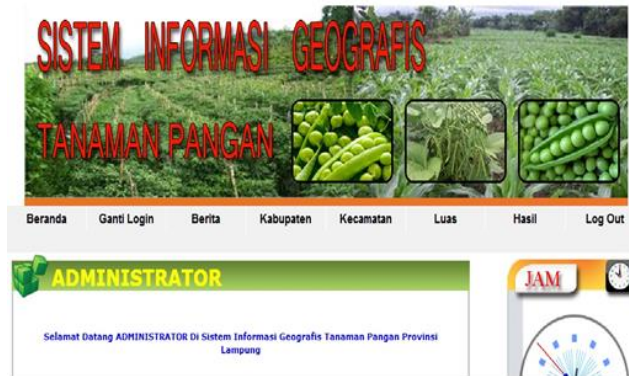 SISTEM INFORMASI GEOGRAFIS
TANAMAN PANGAN
Beranda Ganti Login Berita Kabupaten Kecamatan Luas Hasil Log Out
ADMINISTRATOR
JAM
Selamat Datang ADMINISTRATOR Di Sistem Informasi Geografis Tanaman Pangan Provinsi
Lampung